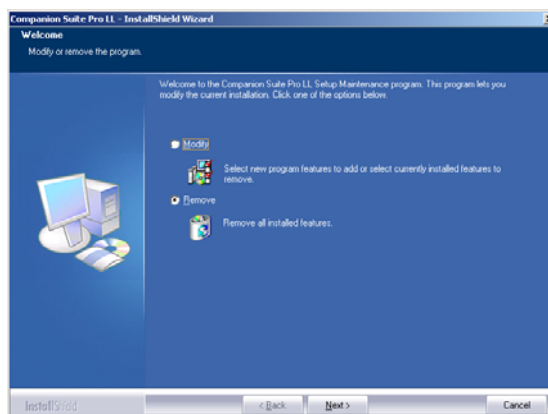 Companion Suite Pro LL - InstallShield Wizard
Welcome
Modify or remove the program.
Welcome to the Companion Suite Pro LL Setup Maintenance program. This program lets you
modify the current installation. Click one of the options below.
Modify
Select new program features to add or select currently installed features to
remove.
Remove
Remove all installed features.
InstallShield
< Back
Next >
Cancel